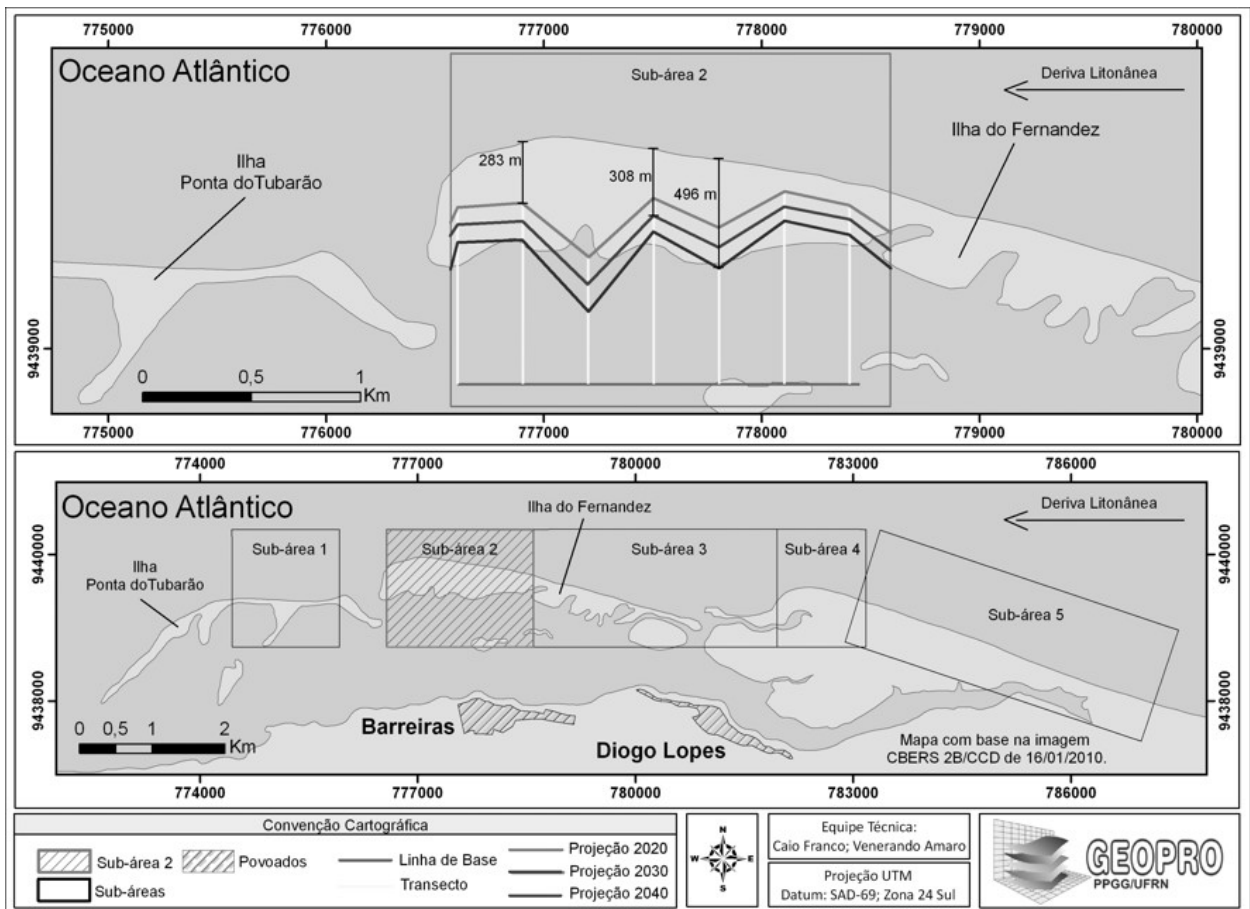 775000 776000 777000 778000 779000 780000
Oceano Atlântico
Sub-área 2
Deriva Litonânea
Ilha do Fernandez
Ilha
Ponta doTubarão
283 m
308 m
496 m
9439000
9439000
0 0,5 1
Km
775000 776000 777000 778000 779000 780000
774000 777000 780000 783000 786000
Oceano Atlântico
Ilha do Fernandez
Deriva Litonânea
9440000
9440000
Sub-área 1
Sub-área 2
Sub-área 3
Sub-área 4
Sub-área 5
Ilha
Ponta doTubarão
9438000
9438000
0 0,5 1 2
Km
Barreiras
Diogo Lopes
Mapa com base na imagem
CBERS 2B/CCD de 16/01/2010.
774000 777000 780000 783000 786000
Convenção Cartográfica
Sub-área 2
Povoados
Linha de Base
Projeção 2020
Sub-áreas
Transecto
Projeção 2030
Projeção 2040
N
W E
S
Equipe Técnica:
Caio Franco; Venerando Amaro
Projeção UTM
Datum: SAD-69; Zona 24 Sul
GEOPRO
PPGG/UFRN